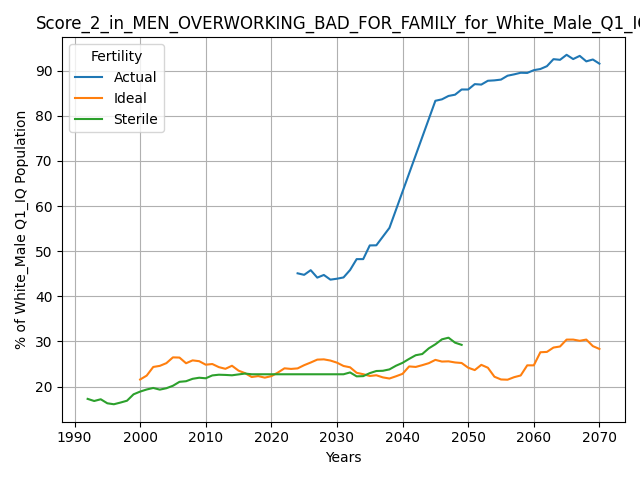 Score_2_in_MEN_OVERWORKING_BAD_FOR_FAMILY_for_White_Male_Q1_IQ
Fertility
Actual
Ideal
Sterile
% of White_Male Q1_IQ Population
90
80
70
60
50
40
30
20
1990 2000 2010 2020 2030 2040 2050 2060 2070
Years